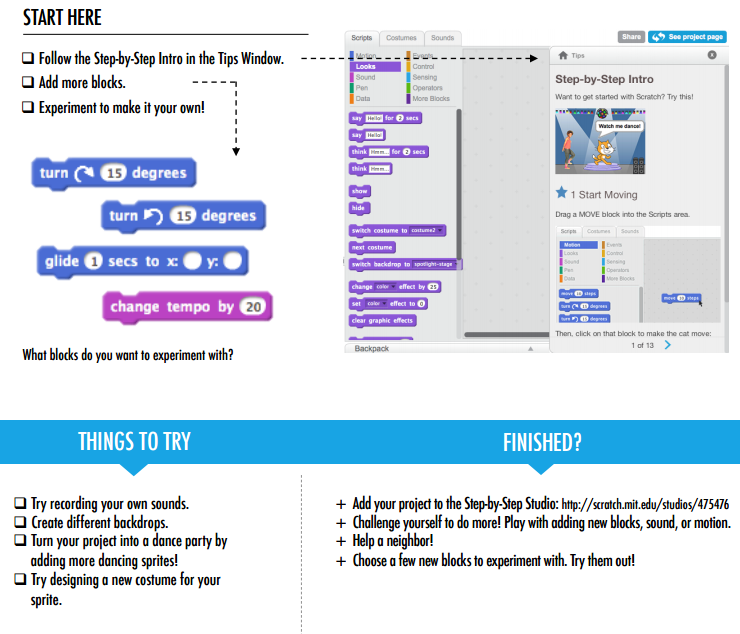 START HERE
❑ Follow the Step-by-Step Intro in the Tips Window.
❑ Add more blocks.
❑ Experiment to make it your own!
turn 15 degrees
turn 15 degrees
glide 1 secs to x: y:
change tempo by 20
What blocks do you want to experiment with?
Share
See project page
Scripts Costumes Sounds
Motion Events
Looks Control
Sound Sensing
Pen Operators
Data More Blocks
say Hello! for 2 secs
say Hello!
think Hmm... for 2 secs
think Hmm...
show
hide
switch costume to costume2
next costume
switch backdrop to spotlight-stage
change color effect by 25
set color effect to 0
clear graphic effects
Backpack
Tips
Step-by-Step Intro
Want to get started with Scratch? Try this!
Watch me dance!
1 Start Moving
Drag a MOVE block into the Scripts area.
Scripts Costumes Sounds
Motion Events
Looks Control
Sound Sensing
Pen Operators
Data More Blocks
move 10 steps
turn 15 degrees
turn 15 degrees
move 10 steps
Then, click on that block to make the cat move:
1 of 13
THINGS TO TRY
❑ Try recording your own sounds.
❑ Create different backdrops.
❑ Turn your project into a dance party by
adding more dancing sprites!
❑ Try designing a new costume for your
sprite.
FINISHED?
+ Add your project to the Step-by-Step Studio: http://scratch.mit.edu/studios/475476
+ Challenge yourself to do more! Play with adding new blocks, sound, or motion.
+ Help a neighbor!
+ Choose a few new blocks to experiment with. Try them out!